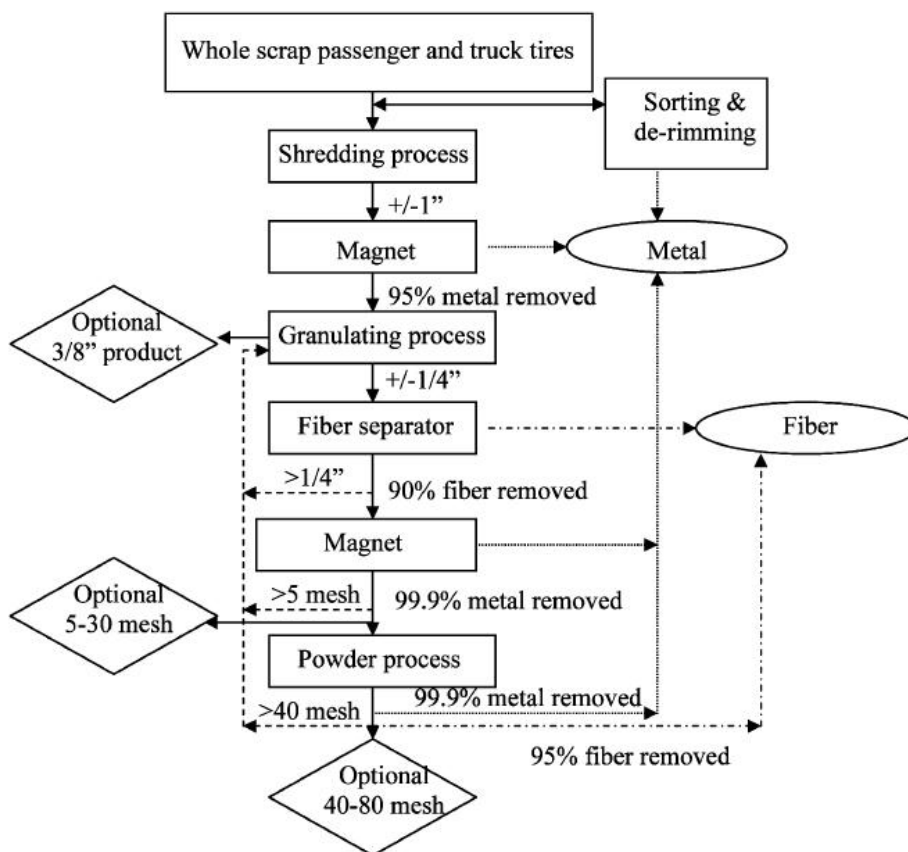 Whole scrap passenger and truck tires
Sorting &
de-rimming
Shredding process
+/-1”
Magnet
Metal
95% metal removed
Optional
3/8” product
Granulating process
+/-1/4”
Fiber separator
Fiber
>1/4”
90% fiber removed
Magnet
Optional
5-30 mesh
>5 mesh
99.9% metal removed
Powder process
99.9% metal removed
>40 mesh
95% fiber removed
Optional
40-80 mesh